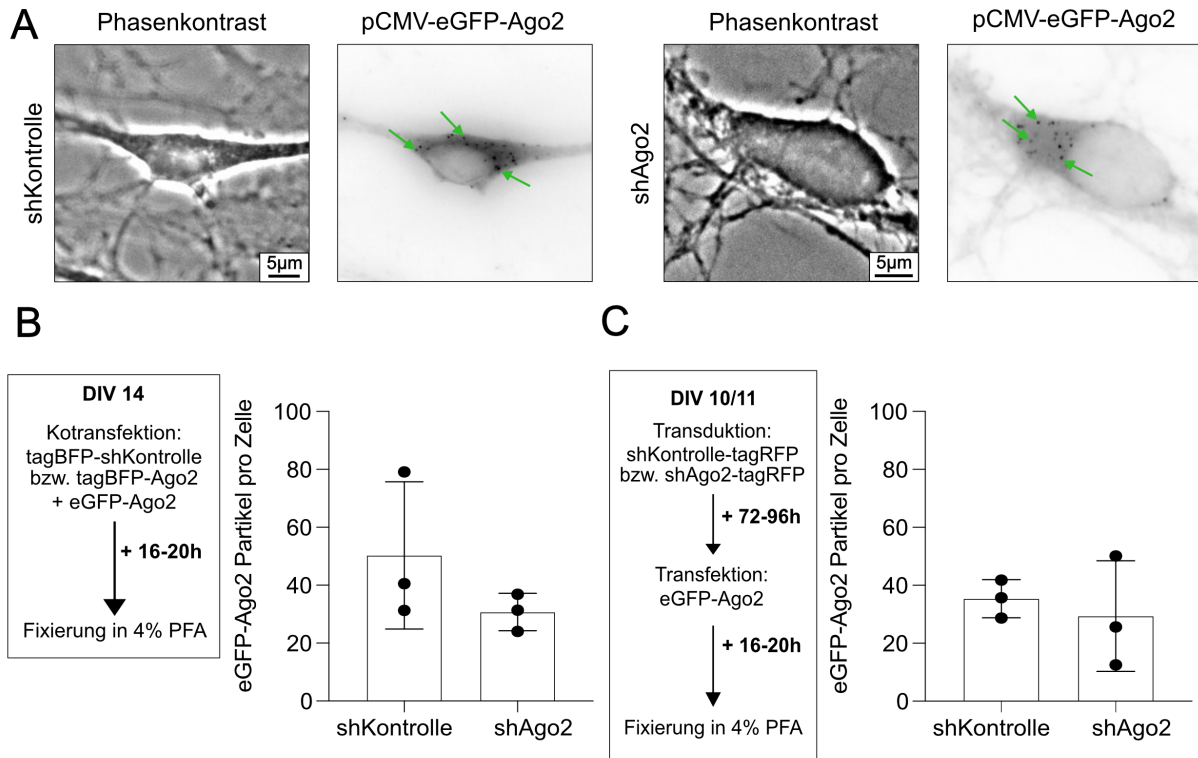 A
Phasenkontrast
pCMV-eGFP-Ago2
Phasenkontrast
pCMV-eGFP-Ago2
shKontrolle
5µm
shAgo2
5µm
B
DIV 14
Kotransfektion:
tagBFP-shKontrolle
bzw. tagBFP-Ago2
+ eGFP-Ago2
+ 16-20h
Fixierung in 4% PFA
eGFP-Ago2 Partikel pro Zelle
100
80
60
40
20
0
shKontrolle
shAgo2
C
DIV 10/11
Transduktion:
shKontrolle-tagRFP
bzw. shAgo2-tagRFP
+ 72-96h
Transfektion:
eGFP-Ago2
+ 16-20h
Fixierung in 4% PFA
eGFP-Ago2 Partikel pro Zelle
100
80
60
40
20
0
shKontrolle
shAgo2